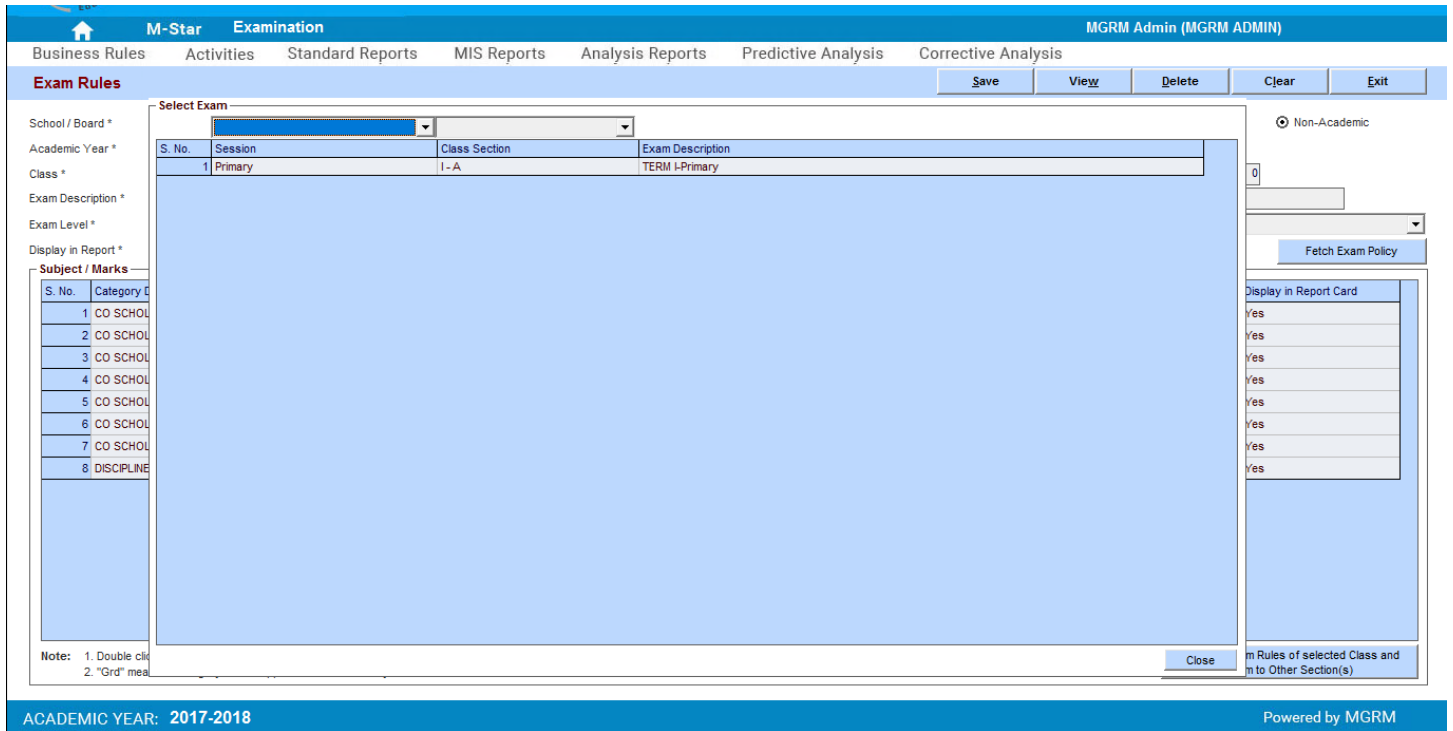 M-Star Examination MGRM Admin (MGRM ADMIN)
Business Rules Activities Standard Reports MIS Reports Analysis Reports Predictive Analysis Corrective Analysis
Exam Rules Save View Delete Clear Exit
Select Exam
School / Board * Non-Academic
Academic Year * S. No. Session Class Section Exam Description
1 Primary I - A TERM I-Primary
Class * 0
Exam Description *
Exam Level *
Display in Report * Fetch Exam Policy
Subject / Marks
S. No. Category D Display in Report Card
1 CO SCHOL Yes
2 CO SCHOL Yes
3 CO SCHOL Yes
4 CO SCHOL Yes
5 CO SCHOL Yes
6 CO SCHOL Yes
7 CO SCHOL Yes
8 DISCIPLINE Yes
Note: 1. Double clic Close m Rules of selected Class and
2. "Grd" mea m to Other Section(s)
ACADEMIC YEAR: 2017-2018 Powered by MGRM